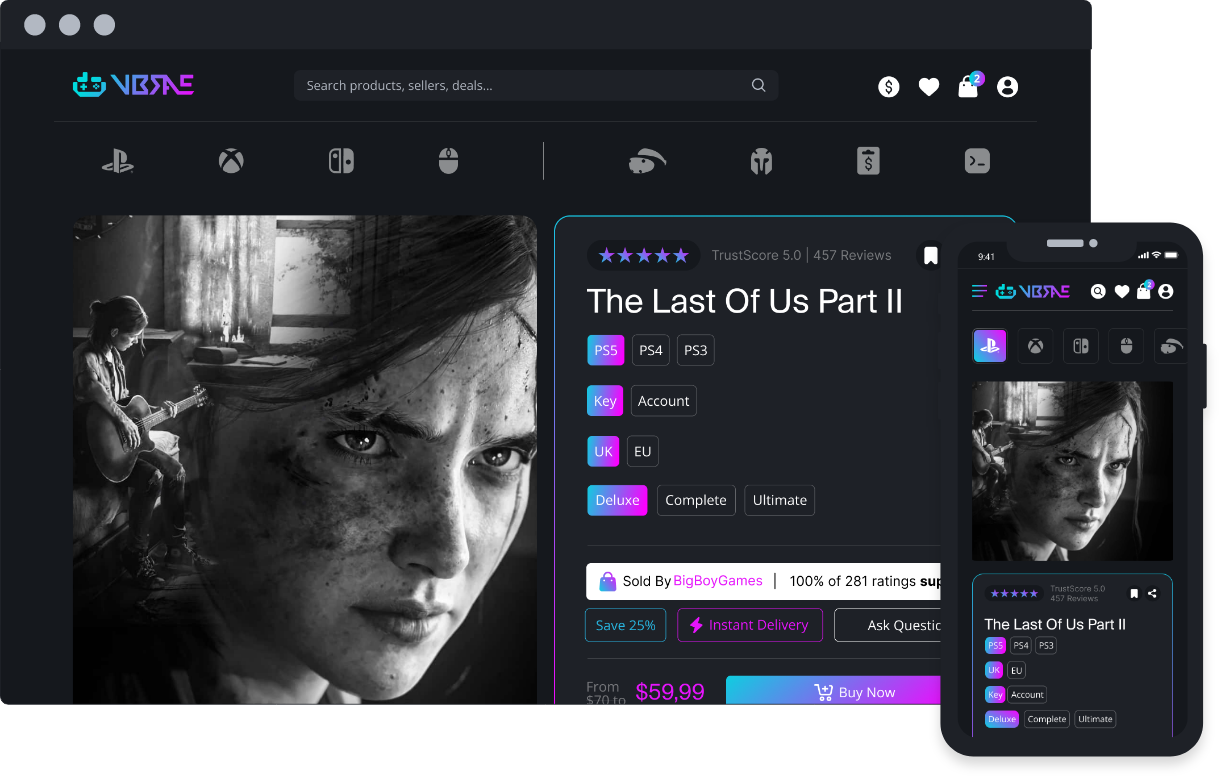 VBRAE
Search products, sellers, deals...
2
TrustScore 5.0 | 457 Reviews
The Last Of Us Part II
PS5 PS4 PS3
Key Account
UK EU
Deluxe Complete Ultimate
Sold By BigBoyGames | 100% of 281 ratings sup
Save 25% Instant Delivery Ask Questio
From
$70 to $59,99 Buy Now
9:41
VBRAE
2
TrustScore 5.0
457 Reviews
The Last Of Us Part II
PS5 PS4 PS3
UK EU
Key Account
Deluxe Complete Ultimate